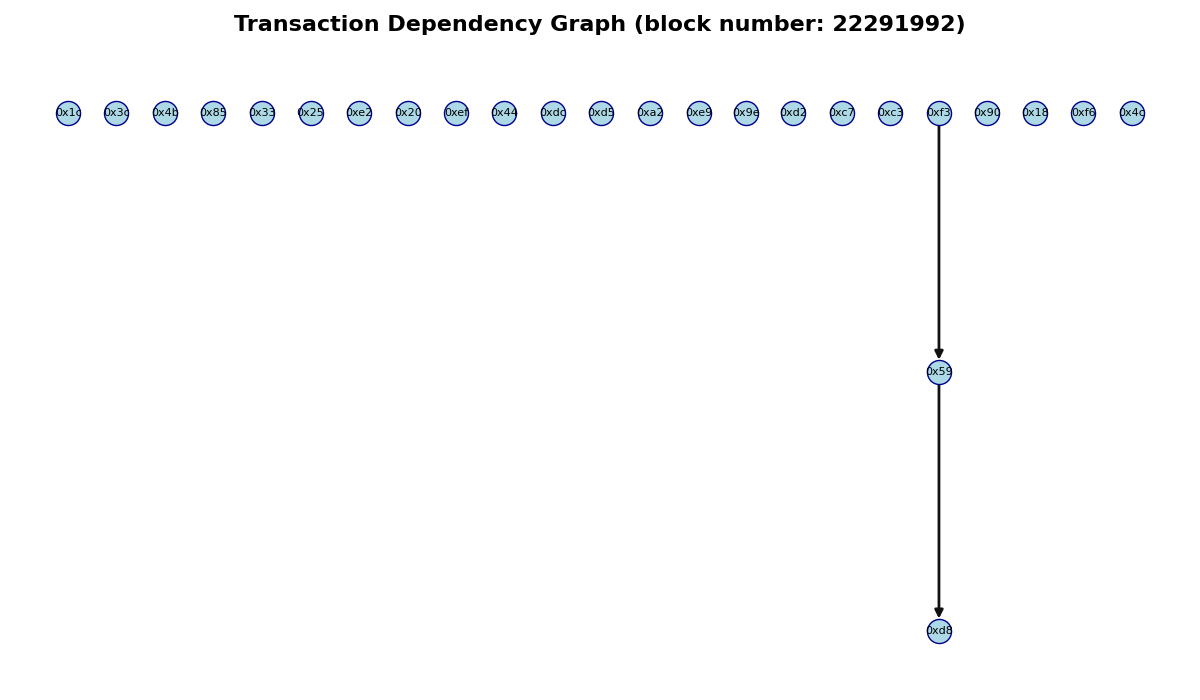 Transaction Dependency Graph (block number: 22291992)
0x1c 0x3c 0x4b 0x85 0x33 0x25 0xe2 0x20 0xef 0x44 0xdc 0xd5 0xa2 0xe9 0x9e 0xd2 0xc7 0xc3 0xf3 0x90 0x18 0xf6 0x4c
0x59
0xd8